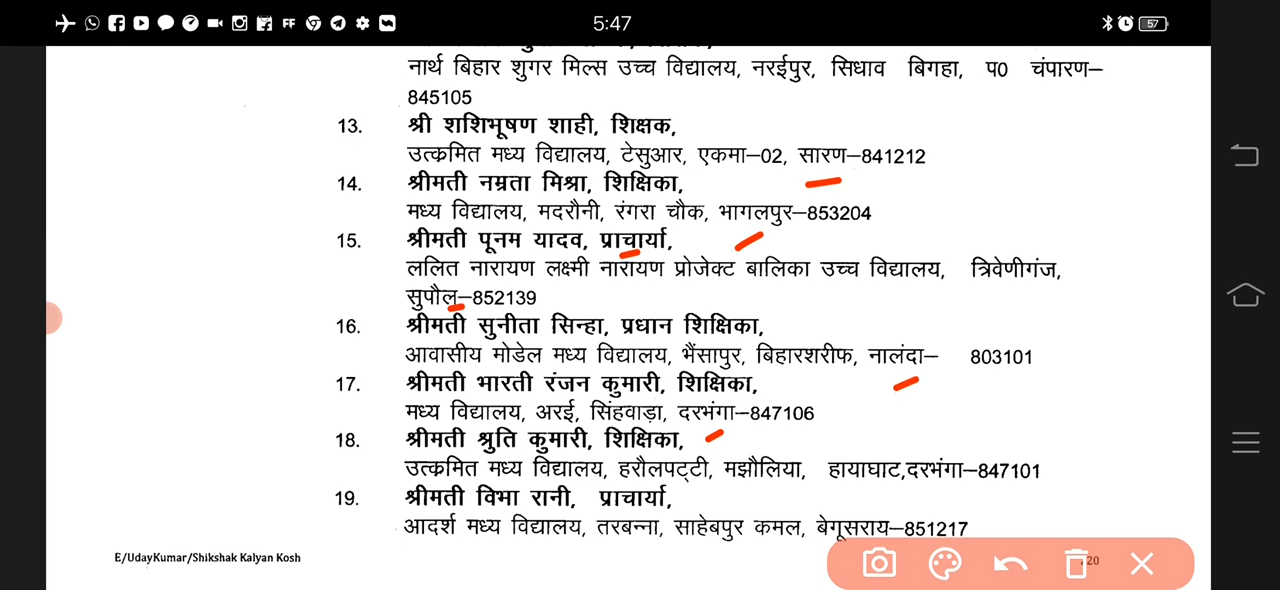 5:47
57
नार्थ बिहार शुगर मिल्स उच्च विद्यालय, नरईपुर, सिधाव बिगहा, प0 चंपारण–
845105
13. श्री शशिभूषण शाही, शिक्षक,
उत्क्रमित मध्य विद्यालय, टेसुआर, एकमा–02, सारण–841212
14. श्रीमती नम्रता मिश्रा, शिक्षिका,
मध्य विद्यालय, मदरौनी, रंगरा चौक, भागलपुर–853204
15. श्रीमती पूनम यादव, प्राचार्या,
ललित नारायण लक्ष्मी नारायण प्रोजेक्ट बालिका उच्च विद्यालय, त्रिवेणीगंज,
सुपौल–852139
16. श्रीमती सुनीता सिन्हा, प्रधान शिक्षिका,
आवासीय मोडेल मध्य विद्यालय, भैंसापुर, बिहारशरीफ, नालंदा– 803101
17. श्रीमती भारती रंजन कुमारी, शिक्षिका,
मध्य विद्यालय, अरई, सिंहवाड़ा, दरभंगा–847106
18. श्रीमती श्रुति कुमारी, शिक्षिका,
उत्क्रमित मध्य विद्यालय, हरौलपट्टी, मझौलिया, हायाघाट,दरभंगा–847101
19. श्रीमती विभा रानी, प्राचार्या,
आदर्श मध्य विद्यालय, तरबन्ना, साहेबपुर कमल, बेगूसराय–851217
E/UdayKumar/Shikshak Kalyan Kosh